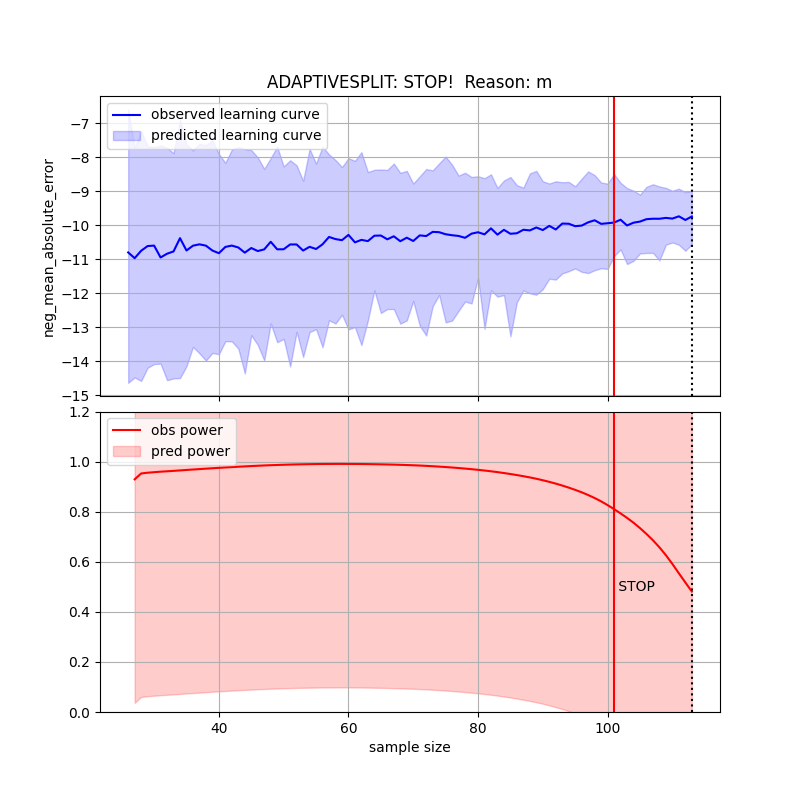 ADAPTIVESPLIT: STOP!  Reason: m
observed learning curve
predicted learning curve
neg_mean_absolute_error
−7
−8
−9
−10
−11
−12
−13
−14
−15
obs power
pred power
1.2
1.0
0.8
0.6
0.4
0.2
0.0
STOP
40 60 80 100
sample size